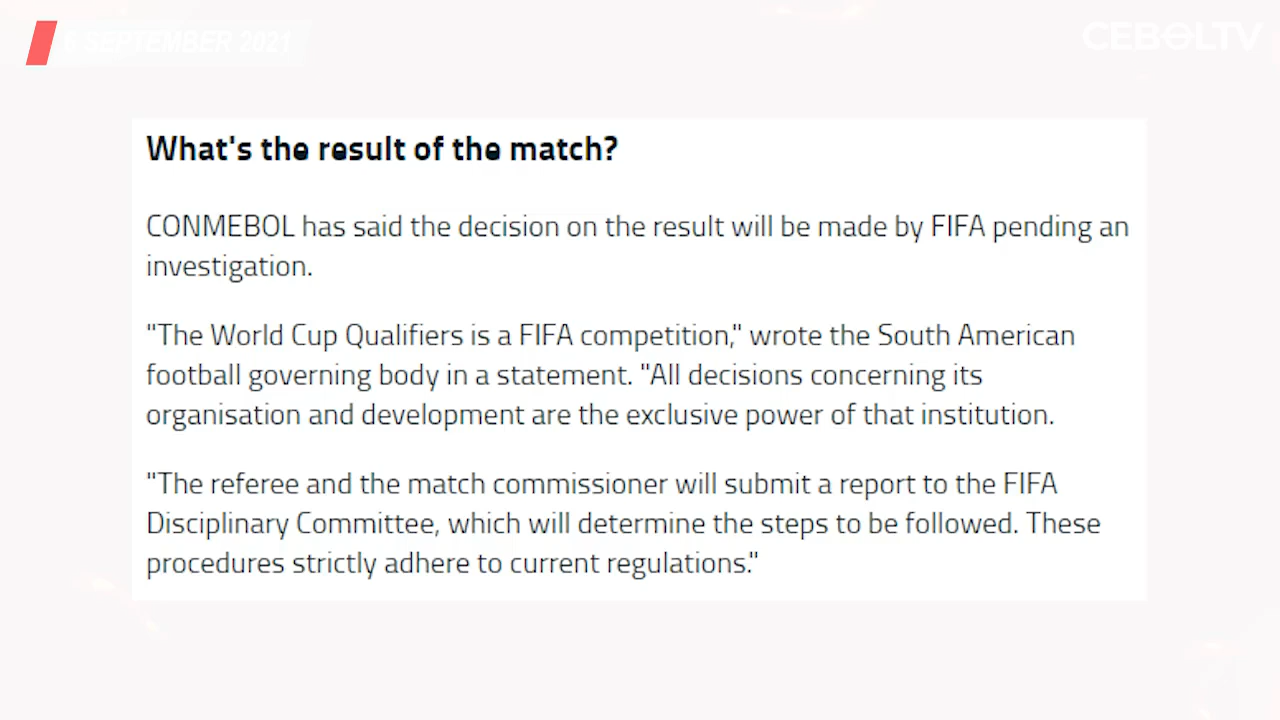 6 SEPTEMBER 2021
CEBOLTV
What's the result of the match?
CONMEBOL has said the decision on the result will be made by FIFA pending an
investigation.
"The World Cup Qualifiers is a FIFA competition," wrote the South American
football governing body in a statement. "All decisions concerning its
organisation and development are the exclusive power of that institution.
"The referee and the match commissioner will submit a report to the FIFA
Disciplinary Committee, which will determine the steps to be followed. These
procedures strictly adhere to current regulations."